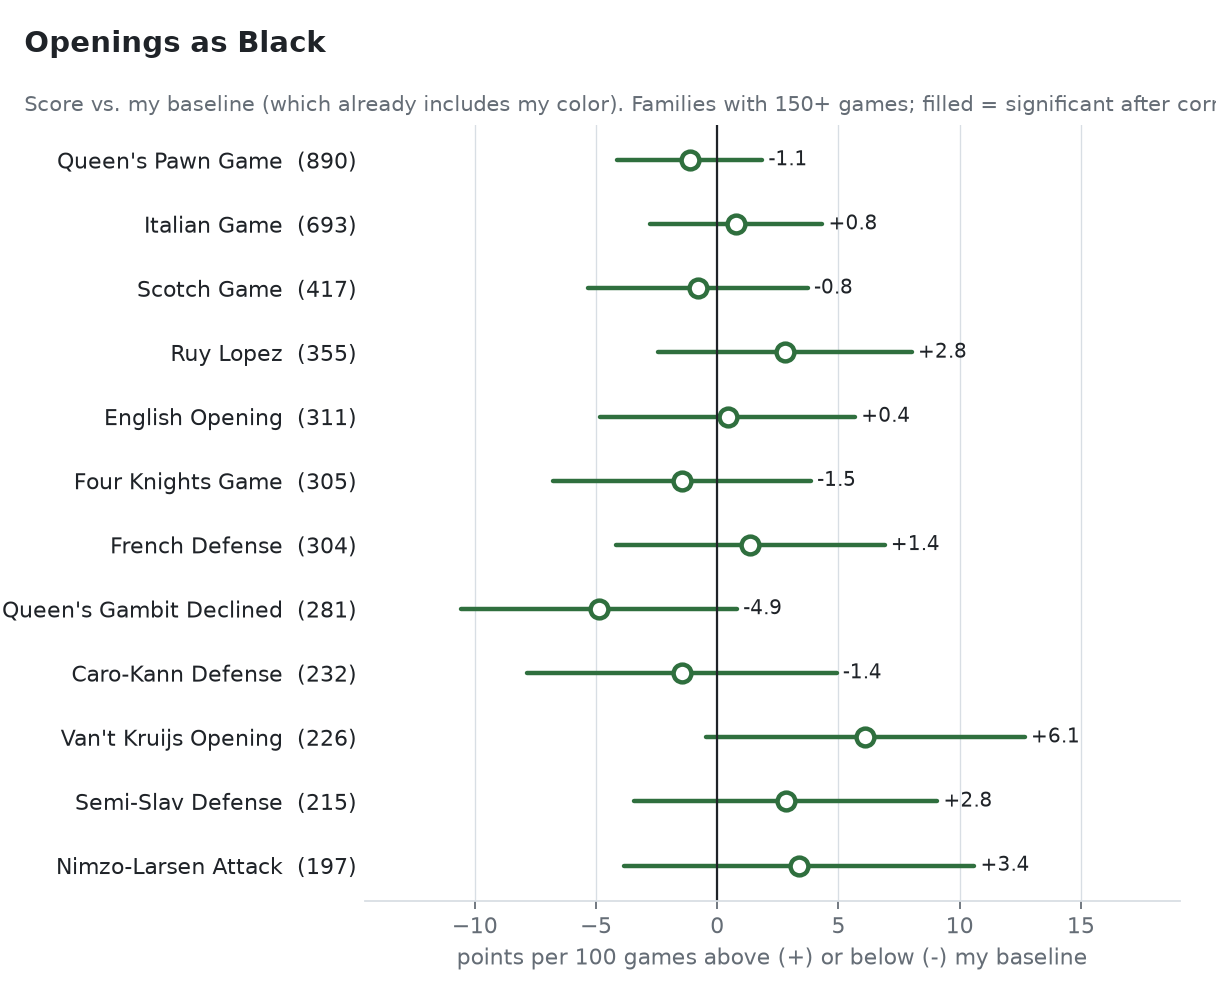 Openings as Black
Score vs. my baseline (which already includes my color). Families with 150+ games; filled = significant after corr
Queen's Pawn Game (890) -1.1
Italian Game (693) +0.8
Scotch Game (417) -0.8
Ruy Lopez (355) +2.8
English Opening (311) +0.4
Four Knights Game (305) -1.5
French Defense (304) +1.4
Queen's Gambit Declined (281) -4.9
Caro-Kann Defense (232) -1.4
Van't Kruijs Opening (226) +6.1
Semi-Slav Defense (215) +2.8
Nimzo-Larsen Attack (197) +3.4
−10 −5 0 5 10 15
points per 100 games above (+) or below (-) my baseline